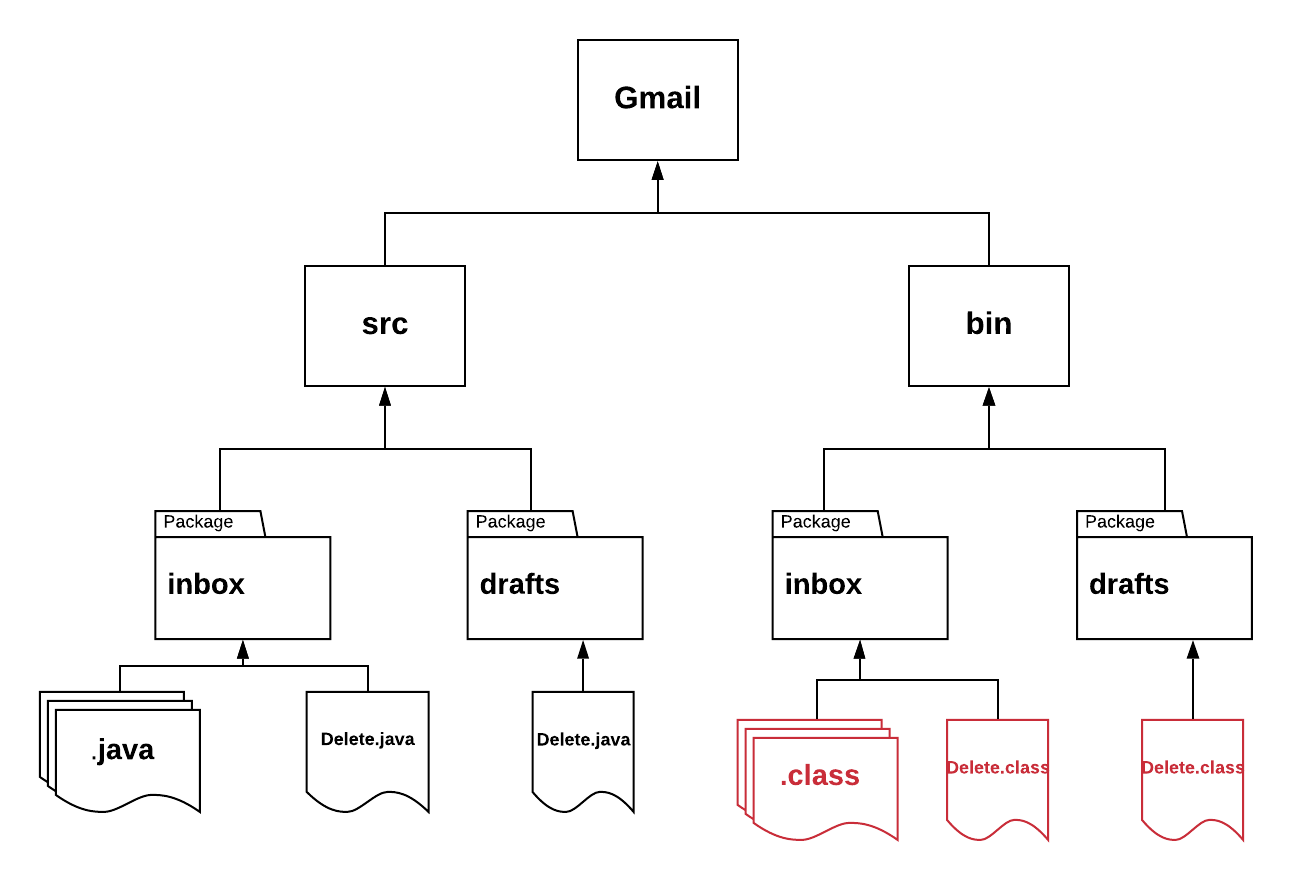 Gmail
src
bin
Package
inbox
Package
drafts
Package
inbox
Package
drafts
.java
Delete.java
Delete.java
.class
Delete.class
Delete.class